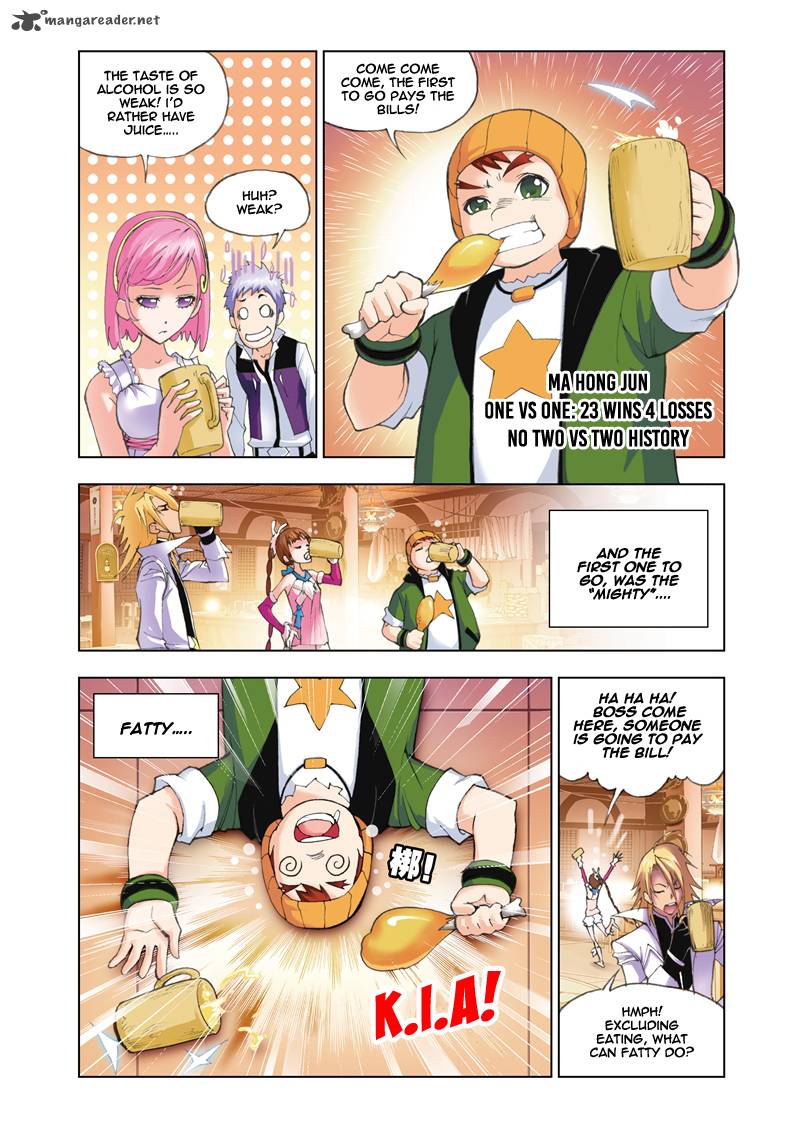 mangareader.net
THE TASTE OF
ALCOHOL IS SO
WEAK! I'D
RATHER HAVE
JUICE.....
HUH?
WEAK?
COME COME
COME, THE FIRST
TO GO PAYS THE
BILLS!
MA HONG JUN
ONE VS ONE: 23 WINS 4 LOSSES
NO TWO VS TWO HISTORY
AND THE
FIRST ONE TO
GO, WAS THE
"MIGHTY"....
FATTY.....
梆!
K.I.A!
HA HA HA!
BOSS COME
HERE, SOMEONE
IS GOING TO PAY
THE BILL!
HMPH!
EXCLUDING
EATING, WHAT
CAN FATTY DO?